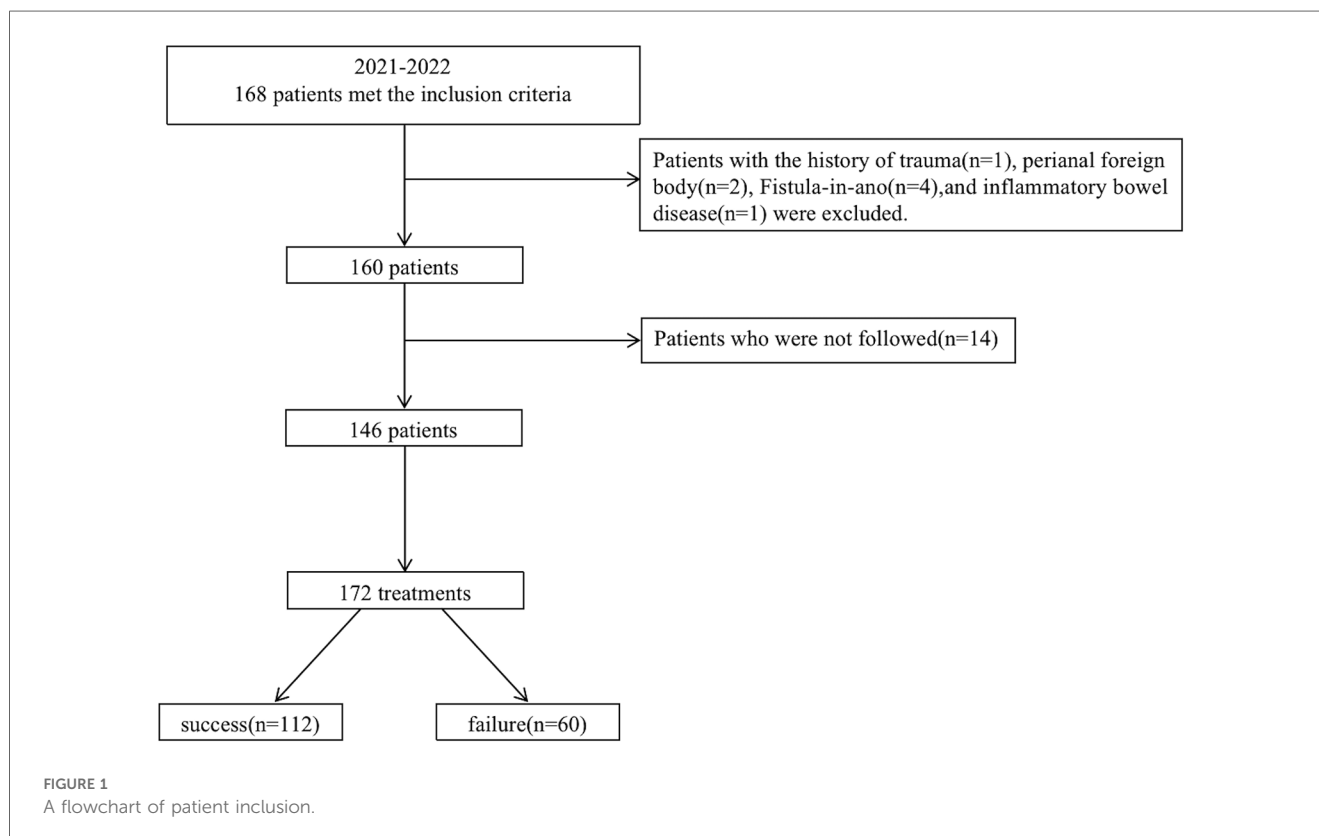 2021-2022
168 patients met the inclusion criteria
Patients with the history of trauma(n=1), perianal foreign
body(n=2), Fistula-in-ano(n=4),and inflammatory bowel
disease(n=1) were excluded.
160 patients
Patients who were not followed(n=14)
146 patients
172 treatments
success(n=112)
failure(n=60)
FIGURE 1
A flowchart of patient inclusion.